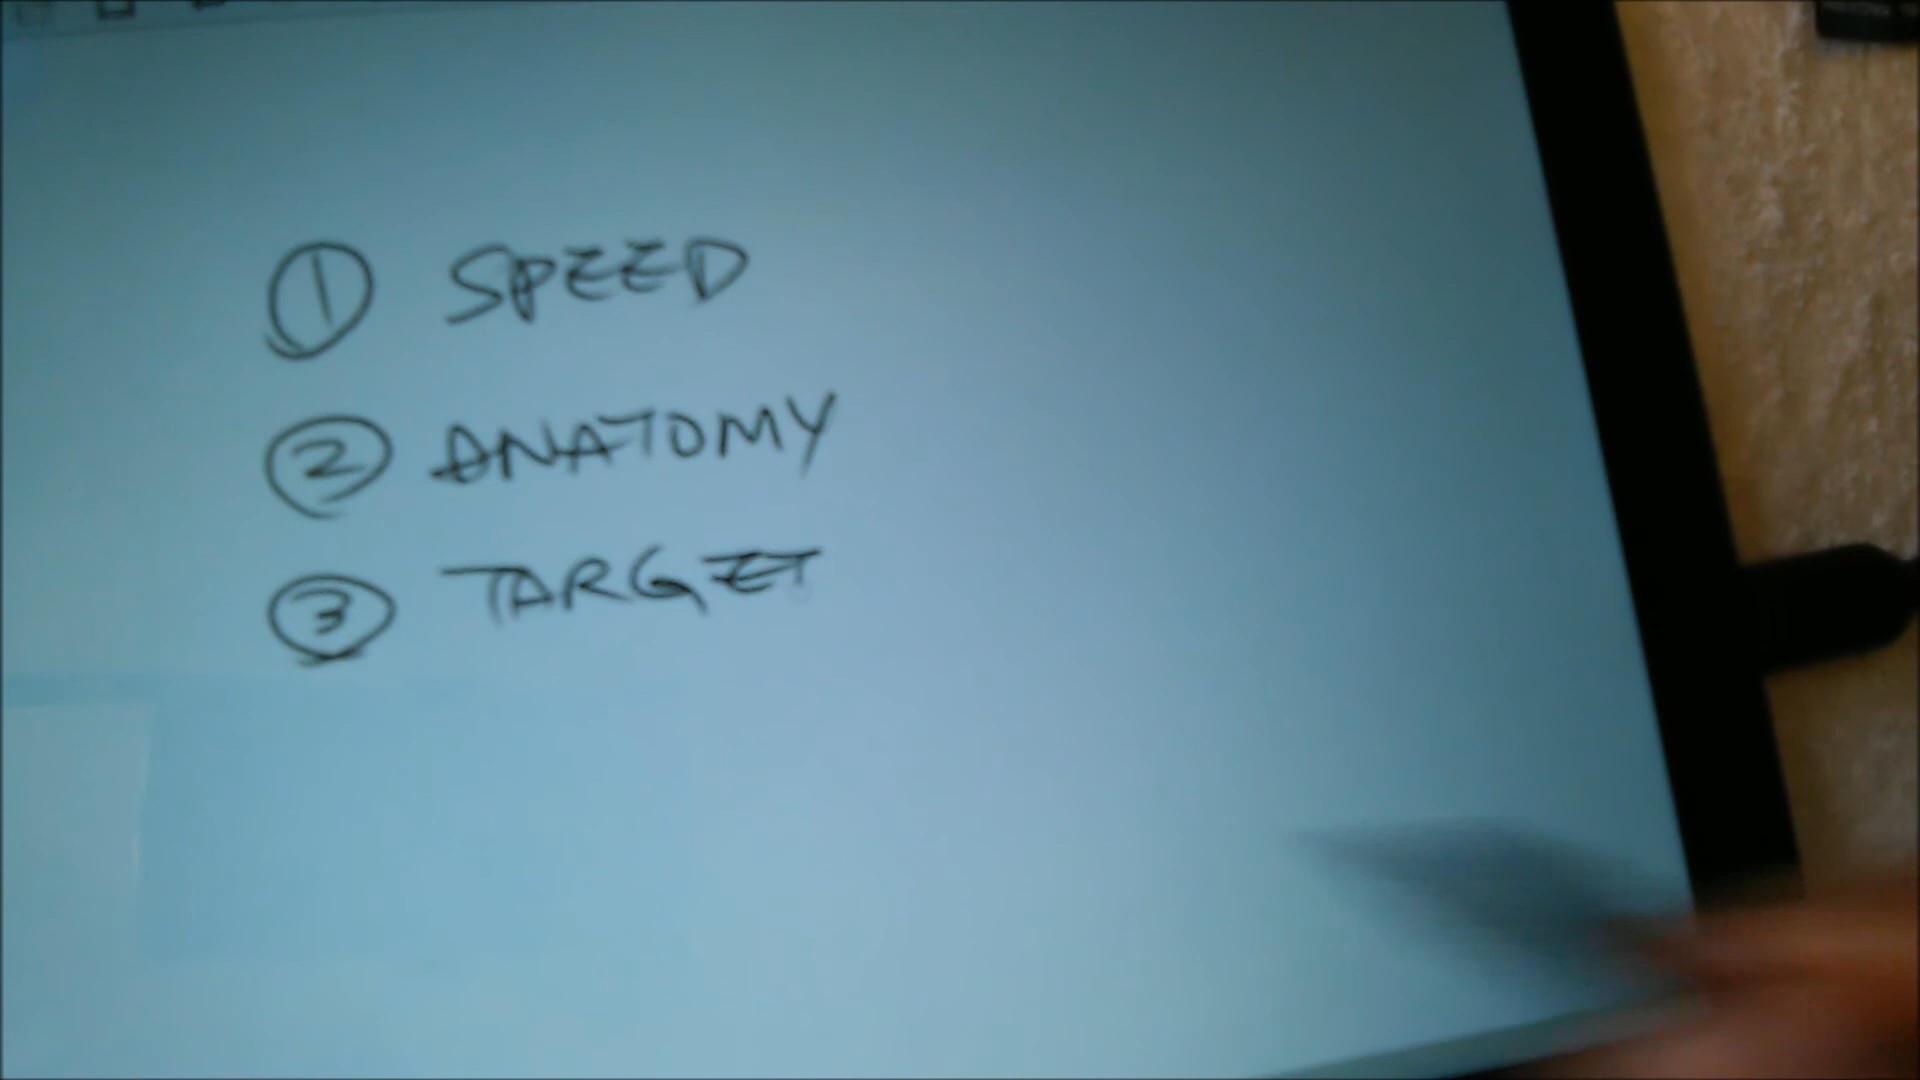 ① SPEED
② ANATOMY
③ TARGET